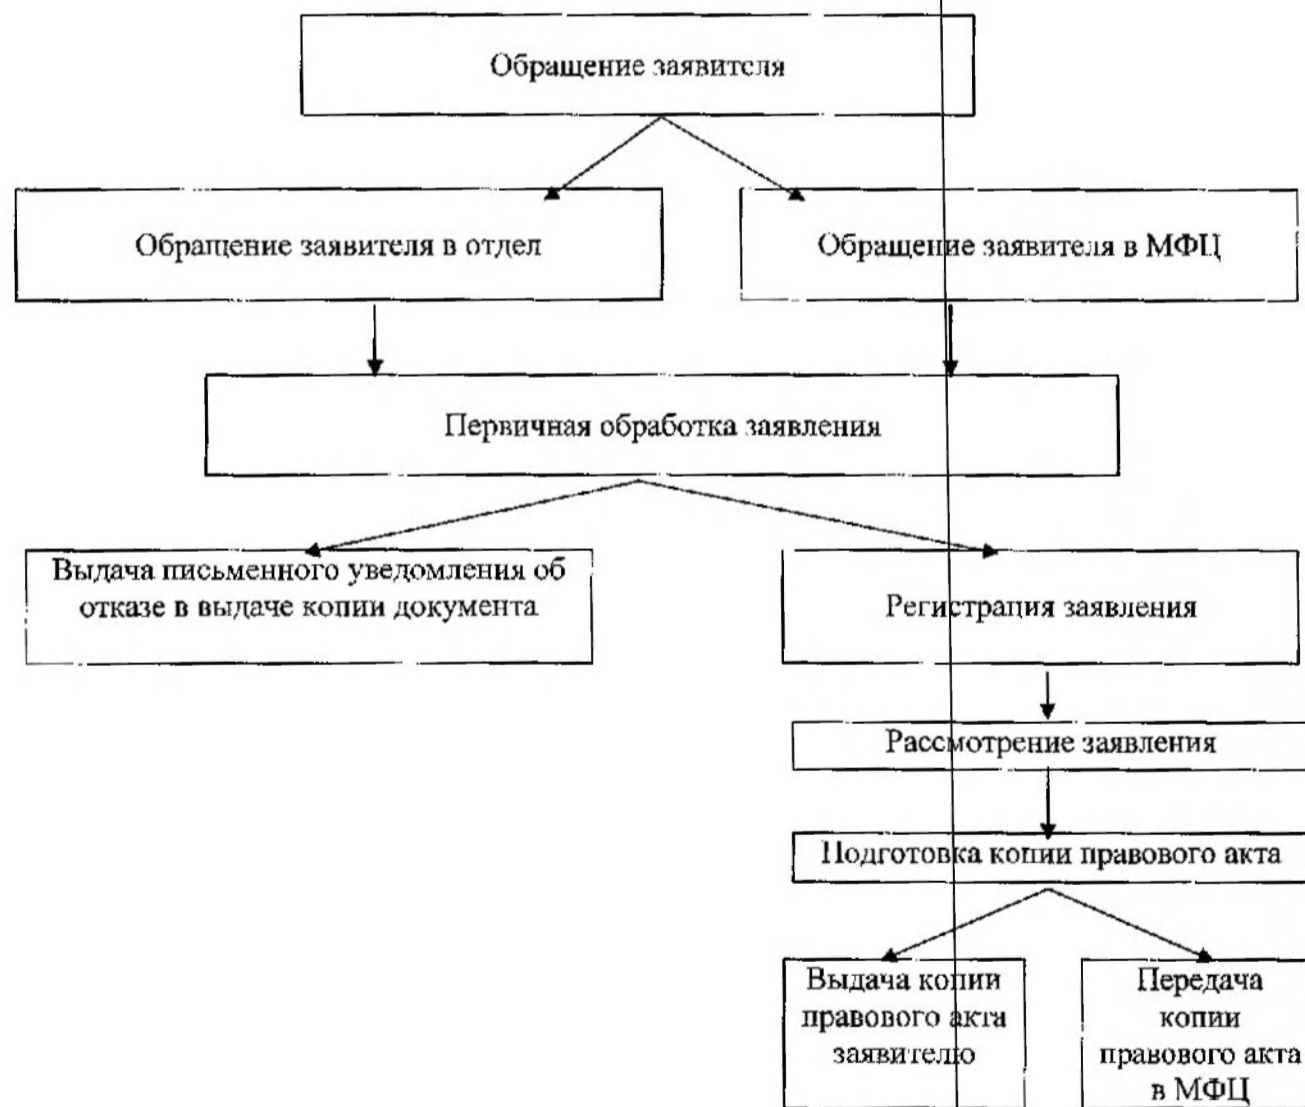 Обращение заявителя
Обращение заявителя в отдел
Обращение заявителя в МФЦ
Первичная обработка заявления
Выдача письменного уведомления об
отказе в выдаче копии документа
Регистрация заявления
Рассмотрение заявления
Подготовка копии правового акта
Выдача копии
правового акта
заявителю
Передача
копии
правового акта
в МФЦ